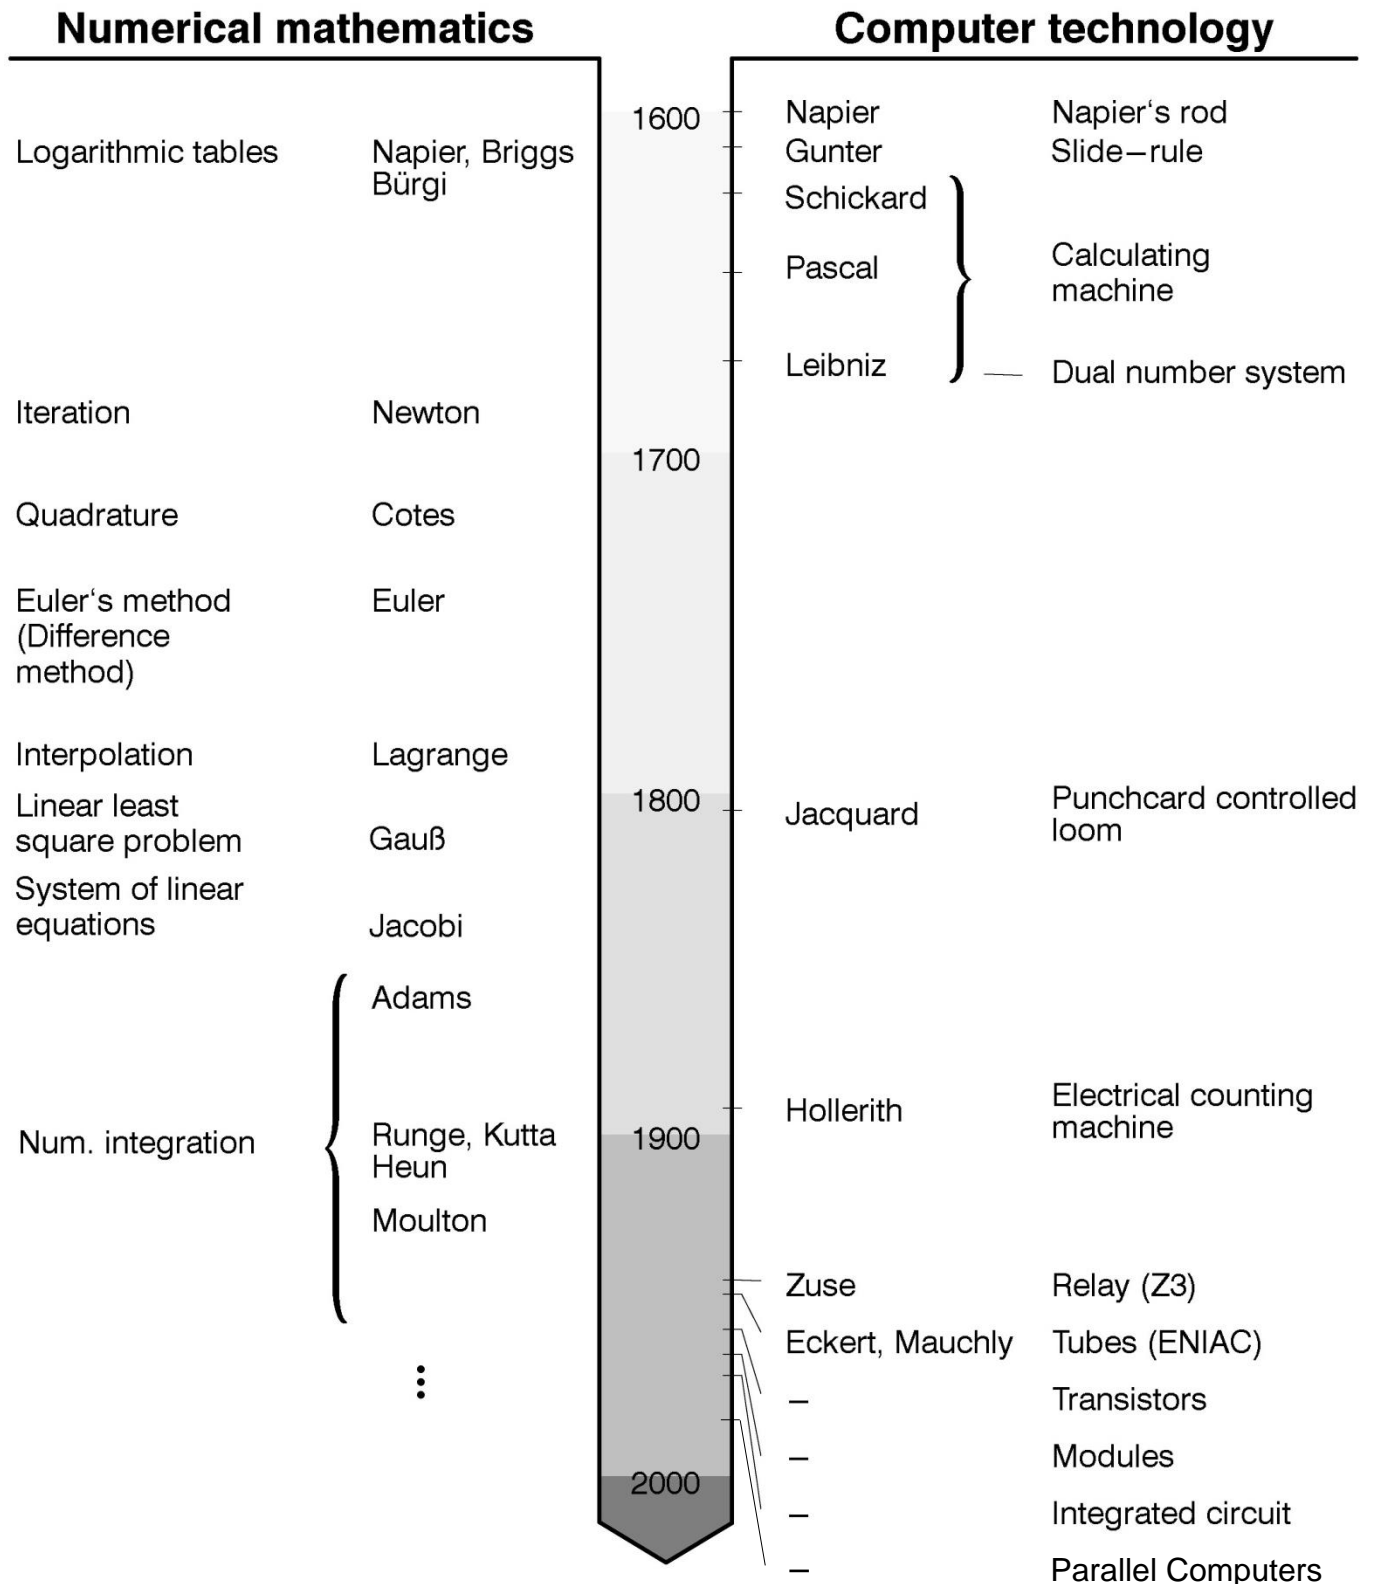 Numerical mathematics
Computer technology
1600
Napier
Napier‘s rod
Logarithmic tables
Napier, Briggs
Bürgi
Gunter
Slide–rule
Schickard
Pascal
Calculating
machine
Leibniz
Dual number system
Iteration
Newton
1700
Quadrature
Cotes
Euler‘s method
(Difference
method)
Euler
Interpolation
Lagrange
1800
Jacquard
Punchcard controlled
loom
Linear least
square problem
Gauß
System of linear
equations
Jacobi
Adams
Hollerith
Electrical counting
machine
Num. integration
Runge, Kutta
Heun
1900
Moulton
Zuse
Relay (Z3)
Eckert, Mauchly
Tubes (ENIAC)
–
Transistors
–
Modules
2000
–
Integrated circuit
–
Parallel Computers